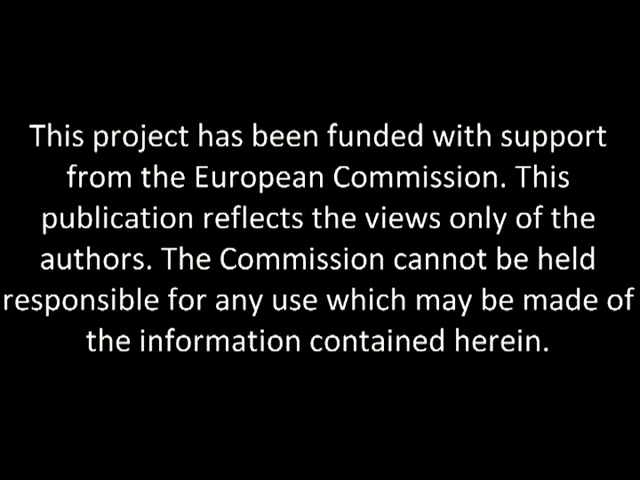 This project has been funded with support
from the European Commission. This
publication reflects the views only of the
authors. The Commission cannot be held
responsible for any use which may be made of
the information contained herein.